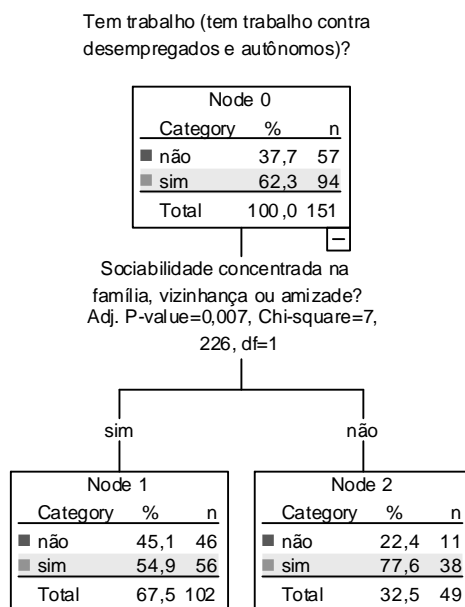 Tem trabalho (tem trabalho contra
desempregados e autônomos)?
Node 0
Category % n
não 37,7 57
sim 62,3 94
Total 100,0 151
Sociabilidade concentrada na
família, vizinhança ou amizade?
Adj. P-value=0,007, Chi-square=7,
226, df=1
sim
não
Node 1
Category % n
não 45,1 46
sim 54,9 56
Total 67,5 102
Node 2
Category % n
não 22,4 11
sim 77,6 38
Total 32,5 49